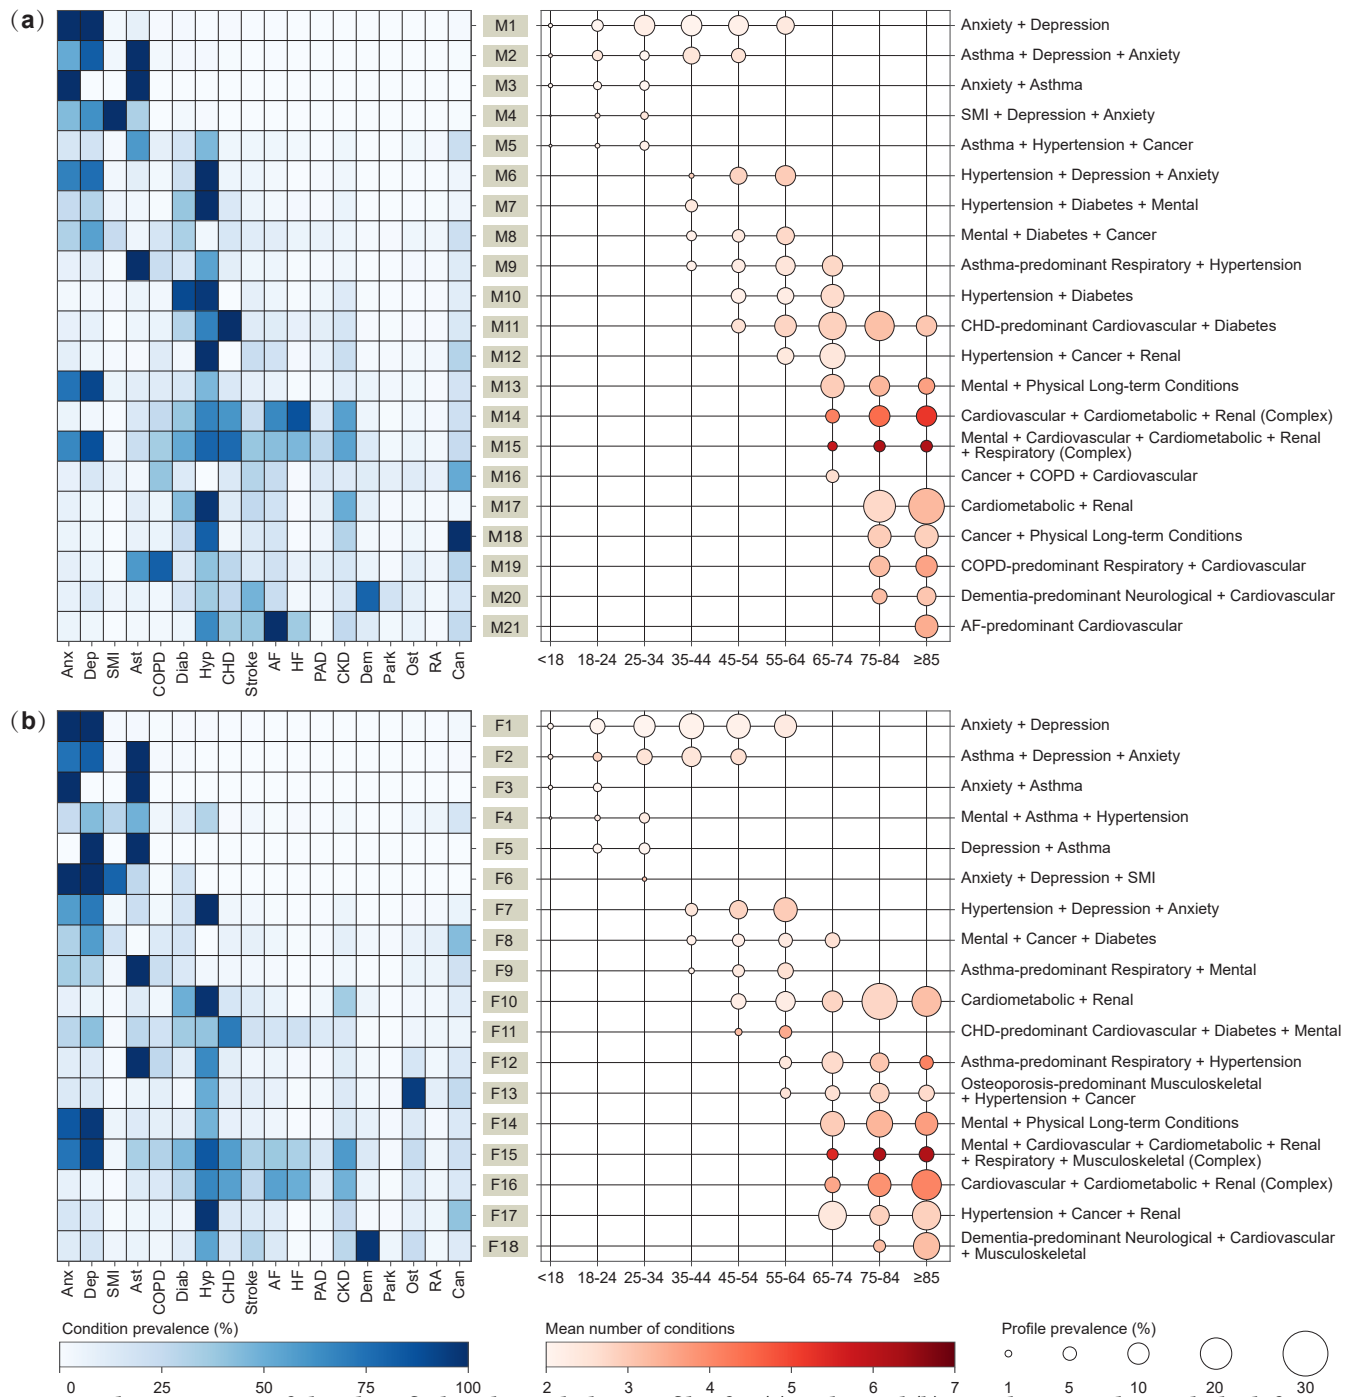 (a)
M1 Anxiety + Depression
M2 Asthma + Depression + Anxiety
M3 Anxiety + Asthma
M4 SMI + Depression + Anxiety
M5 Asthma + Hypertension + Cancer
M6 Hypertension + Depression + Anxiety
M7 Hypertension + Diabetes + Mental
M8 Mental + Diabetes + Cancer
M9 Asthma-predominant Respiratory + Hypertension
M10 Hypertension + Diabetes
M11 CHD-predominant Cardiovascular + Diabetes
M12 Hypertension + Cancer + Renal
M13 Mental + Physical Long-term Conditions
M14 Cardiovascular + Cardiometabolic + Renal (Complex)
M15 Mental + Cardiovascular + Cardiometabolic + Renal
+ Respiratory (Complex)
M16 Cancer + COPD + Cardiovascular
M17 Cardiometabolic + Renal
M18 Cancer + Physical Long-term Conditions
M19 COPD-predominant Respiratory + Cardiovascular
M20 Dementia-predominant Neurological + Cardiovascular
M21 AF-predominant Cardiovascular
Anx Dep SMI Ast COPD Diab Hyp CHD Stroke AF HF PAD CKD Dem Park Ost RA Can
<18 18-24 25-34 35-44 45-54 55-64 65-74 75-84 ≥85
(b)
F1 Anxiety + Depression
F2 Asthma + Depression + Anxiety
F3 Anxiety + Asthma
F4 Mental + Asthma + Hypertension
F5 Depression + Asthma
F6 Anxiety + Depression + SMI
F7 Hypertension + Depression + Anxiety
F8 Mental + Cancer + Diabetes
F9 Asthma-predominant Respiratory + Mental
F10 Cardiometabolic + Renal
F11 CHD-predominant Cardiovascular + Diabetes + Mental
F12 Asthma-predominant Respiratory + Hypertension
F13 Osteoporosis-predominant Musculoskeletal
+ Hypertension + Cancer
F14 Mental + Physical Long-term Conditions
F15 Mental + Cardiovascular + Cardiometabolic + Renal
+ Respiratory + Musculoskeletal (Complex)
F16 Cardiovascular + Cardiometabolic + Renal (Complex)
F17 Hypertension + Cancer + Renal
F18 Dementia-predominant Neurological + Cardiovascular
+ Musculoskeletal
Anx Dep SMI Ast COPD Diab Hyp CHD Stroke AF HF PAD CKD Dem Park Ost RA Can
<18 18-24 25-34 35-44 45-54 55-64 65-74 75-84 ≥85
Condition prevalence (%)
0 25 50 75 100
Mean number of conditions
2 3 4 5 6 7
Profile prevalence (%)
1 5 10 20 30